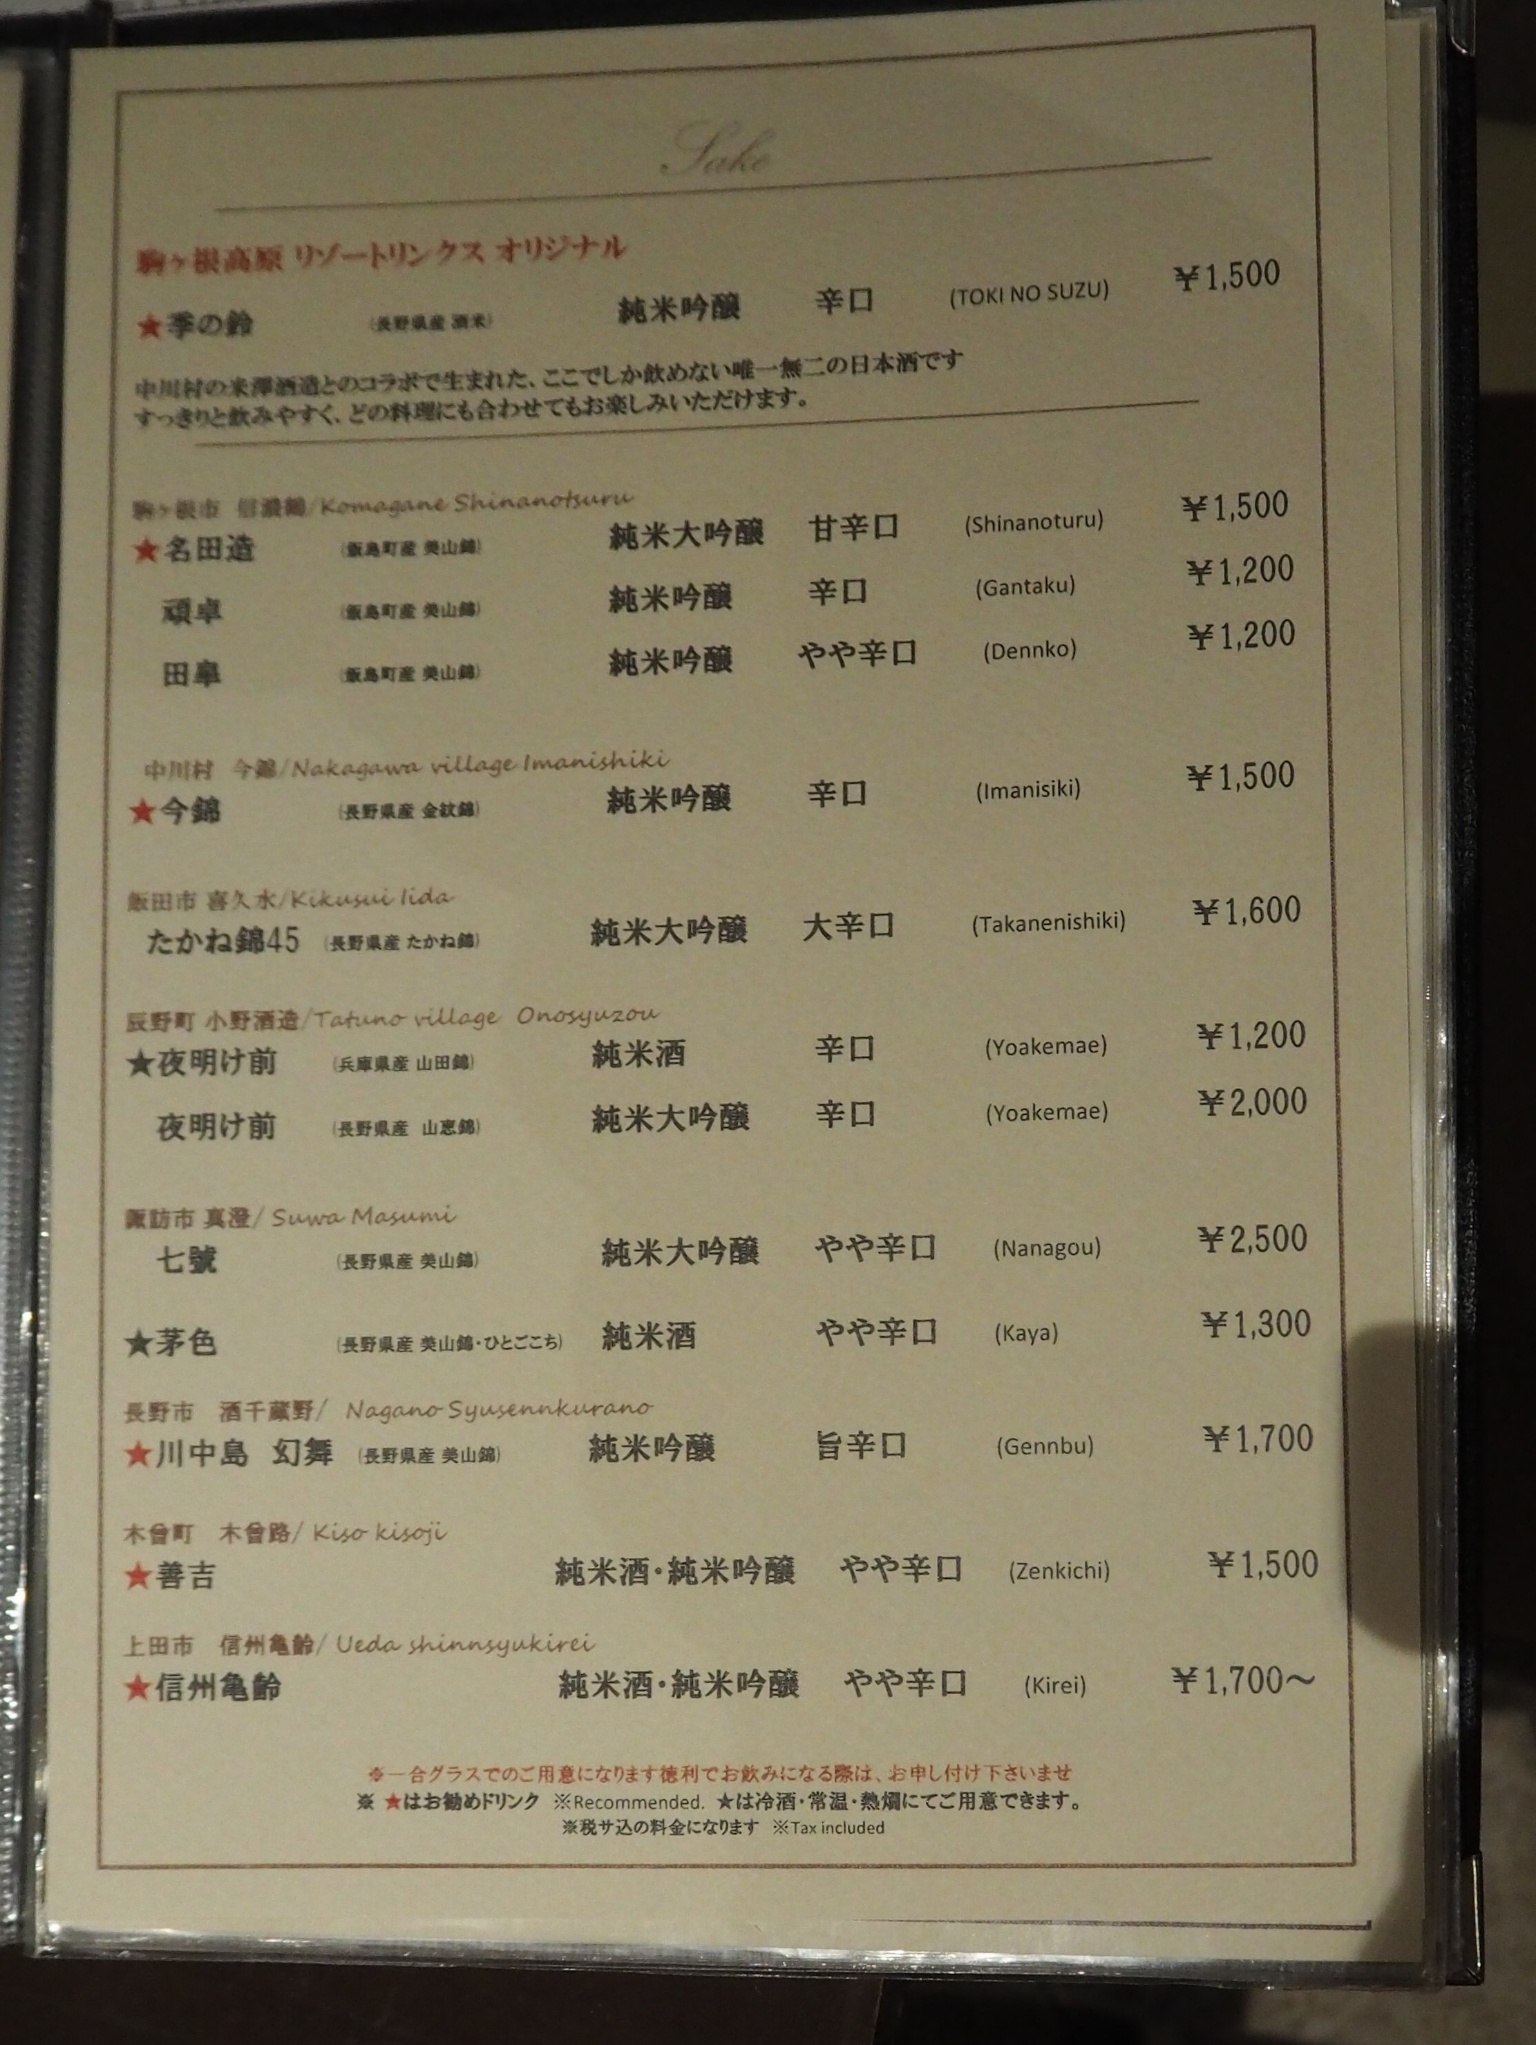 Sake
駒ヶ根高原 リゾートリンクス オリジナル
★季の鈴 (長野県産 酒米) 純米吟醸 辛口 (TOKI NO SUZU) ￥1,500
中川村の米澤酒造とのコラボで生まれた、ここでしか飲めない唯一無二の日本酒です
すっきりと飲みやすく、どの料理にも合わせてもお楽しみいただけます。
駒ヶ根市 信濃鶴/Komagane Shinanotsuru
★名田造 (飯島町産 美山錦) 純米大吟醸 甘辛口 (Shinanoturu) ￥1,500
頑卓 (飯島町産 美山錦) 純米吟醸 辛口 (Gantaku) ￥1,200
田皐 (飯島町産 美山錦) 純米吟醸 やや辛口 (Dennko) ￥1,200
中川村 今錦/Nakagawa village Imanishiki
★今錦 (長野県産 金紋錦) 純米吟醸 辛口 (Imanisiki) ￥1,500
飯田市 喜久水/Kikusui Iida
たかね錦45 (長野県産 たかね錦) 純米大吟醸 大辛口 (Takanenishiki) ￥1,600
辰野町 小野酒造/Tatuno village Onosyuzou
★夜明け前 (兵庫県産 山田錦) 純米酒 辛口 (Yoakemae) ￥1,200
夜明け前 (長野県産 山恵錦) 純米大吟醸 辛口 (Yoakemae) ￥2,000
諏訪市 真澄/ Suwa Masumi
七號 (長野県産 美山錦) 純米大吟醸 やや辛口 (Nanagou) ￥2,500
★茅色 (長野県産 美山錦・ひとごこち) 純米酒 やや辛口 (Kaya) ￥1,300
長野市 酒千蔵野/ Nagano Syusennkurano
★川中島 幻舞 (長野県産 美山錦) 純米吟醸 旨辛口 (Gennbu) ￥1,700
木曾町 木曾路/ Kiso kisoji
★善吉 純米酒・純米吟醸 やや辛口 (Zenkichi) ￥1,500
上田市 信州亀齢/ Ueda shinnsyukirei
★信州亀齢 純米酒・純米吟醸 やや辛口 (Kirei) ￥1,700～
※一合グラスでのご用意になります徳利でお飲みになる際は、お申し付け下さいませ
※ ★はお勧めドリンク ※Recommended. ★は冷酒・常温・熱燗にてご用意できます。
※税サ込の料金になります ※Tax included